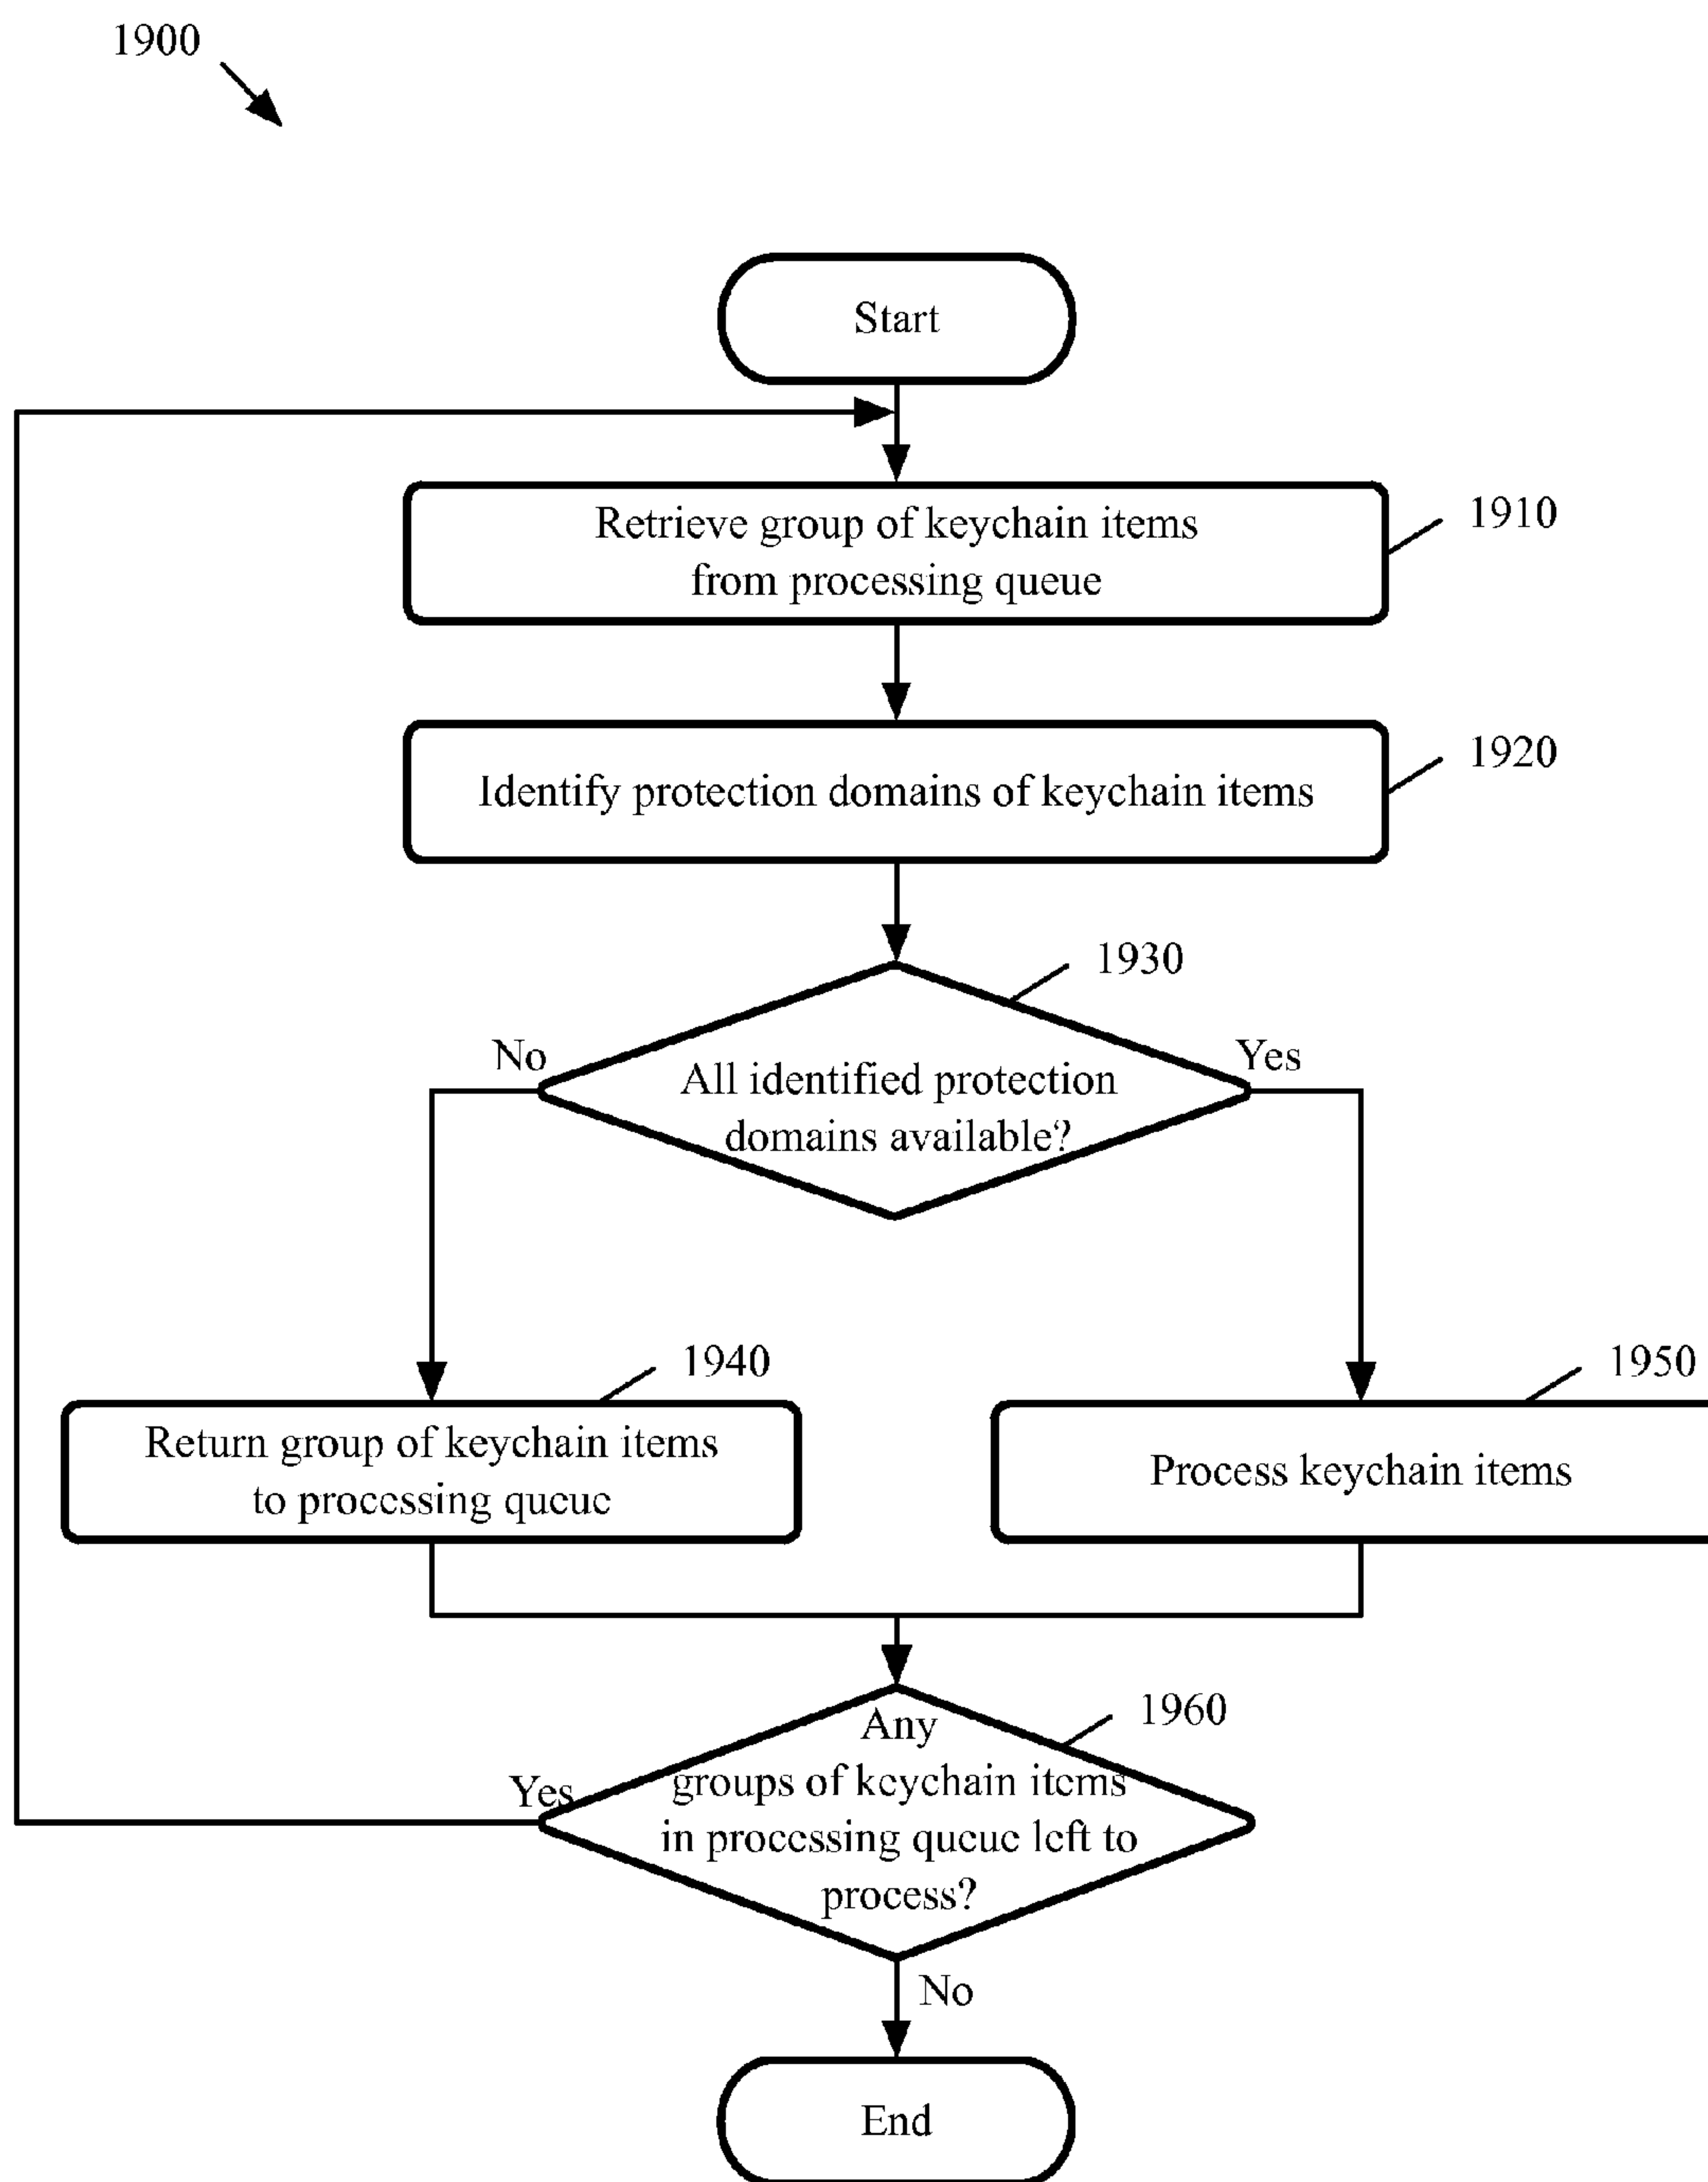 1900
Start
Retrieve group of keychain items
from processing queue
1910
Identify protection domains of keychain items
1920
1930
No
Yes
All identified protection
domains available?
1940
1950
Return group of keychain items
to processing queue
Process keychain items
1960
Any
groups of keychain items
in processing queue left to
process?
Yes
No
End